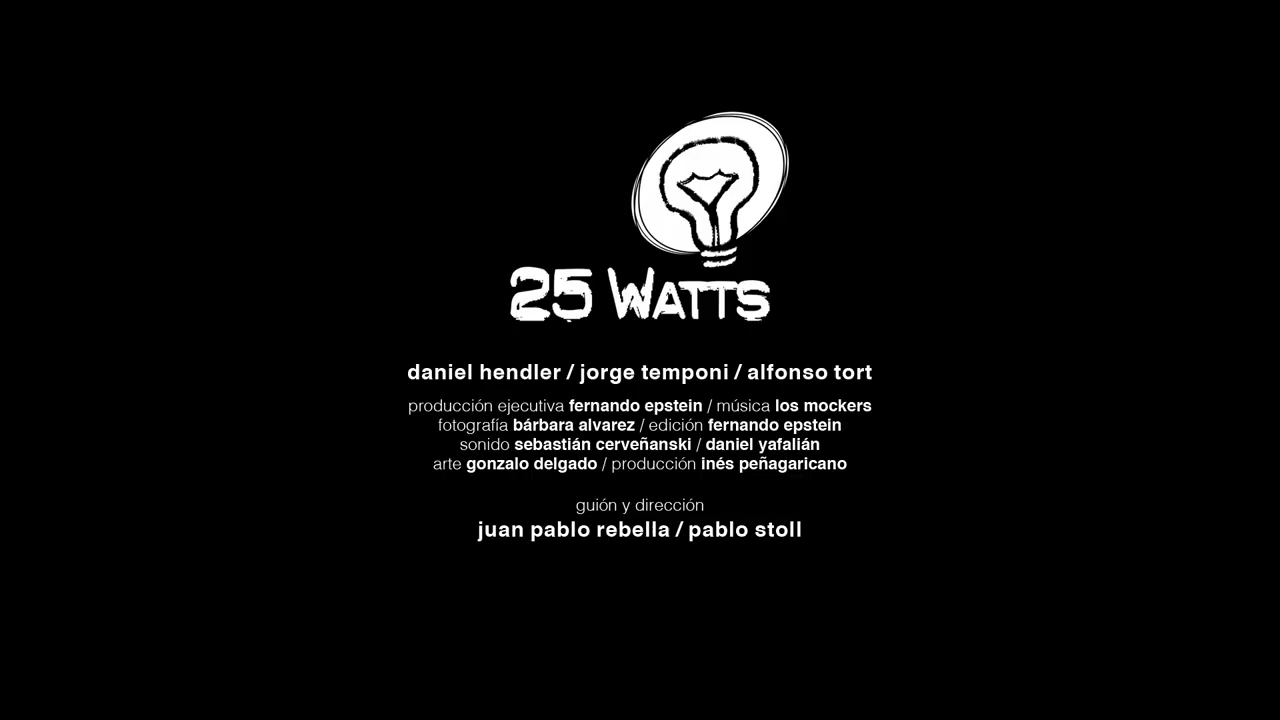 25 WATTS
daniel hendler / jorge temponi / alfonso tort
producción ejecutiva fernando epstein / música los mockers
fotografía bárbara alvarez / edición fernando epstein
sonido sebastián cerveñanski / daniel yafalián
arte gonzalo delgado / producción inés peñagaricano
guión y dirección
juan pablo rebella / pablo stoll